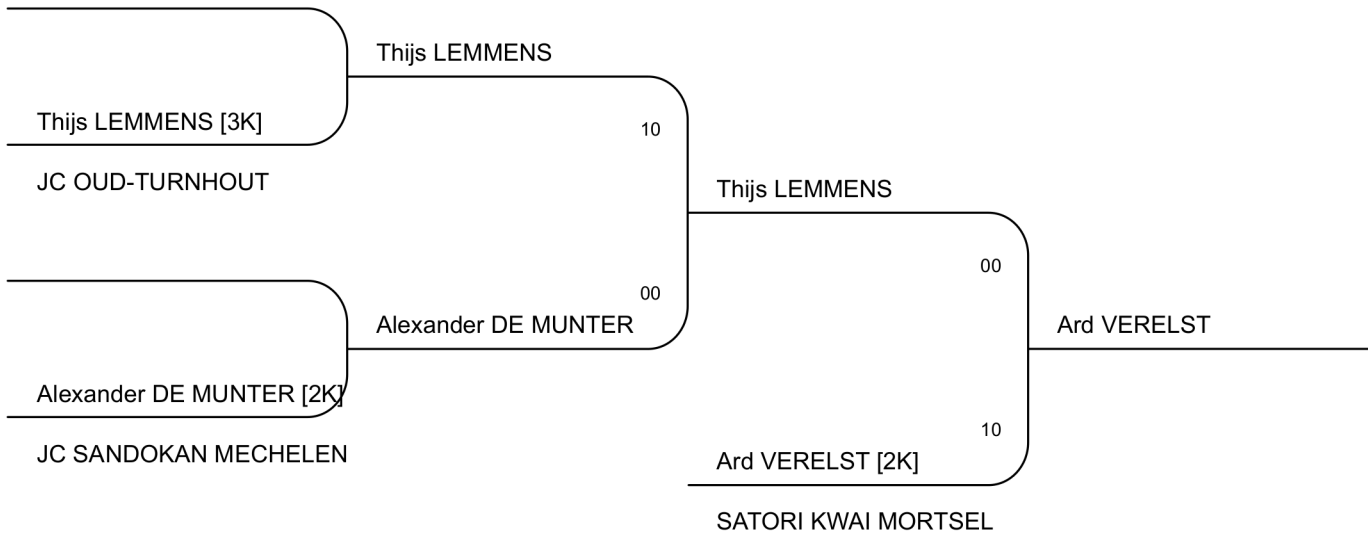 Thijs LEMMENS
Thijs LEMMENS [3K]
10
JC OUD-TURNHOUT
Thijs LEMMENS
00
00
Alexander DE MUNTER
Ard VERELST
Alexander DE MUNTER [2K]
10
JC SANDOKAN MECHELEN
Ard VERELST [2K]
SATORI KWAI MORTSEL